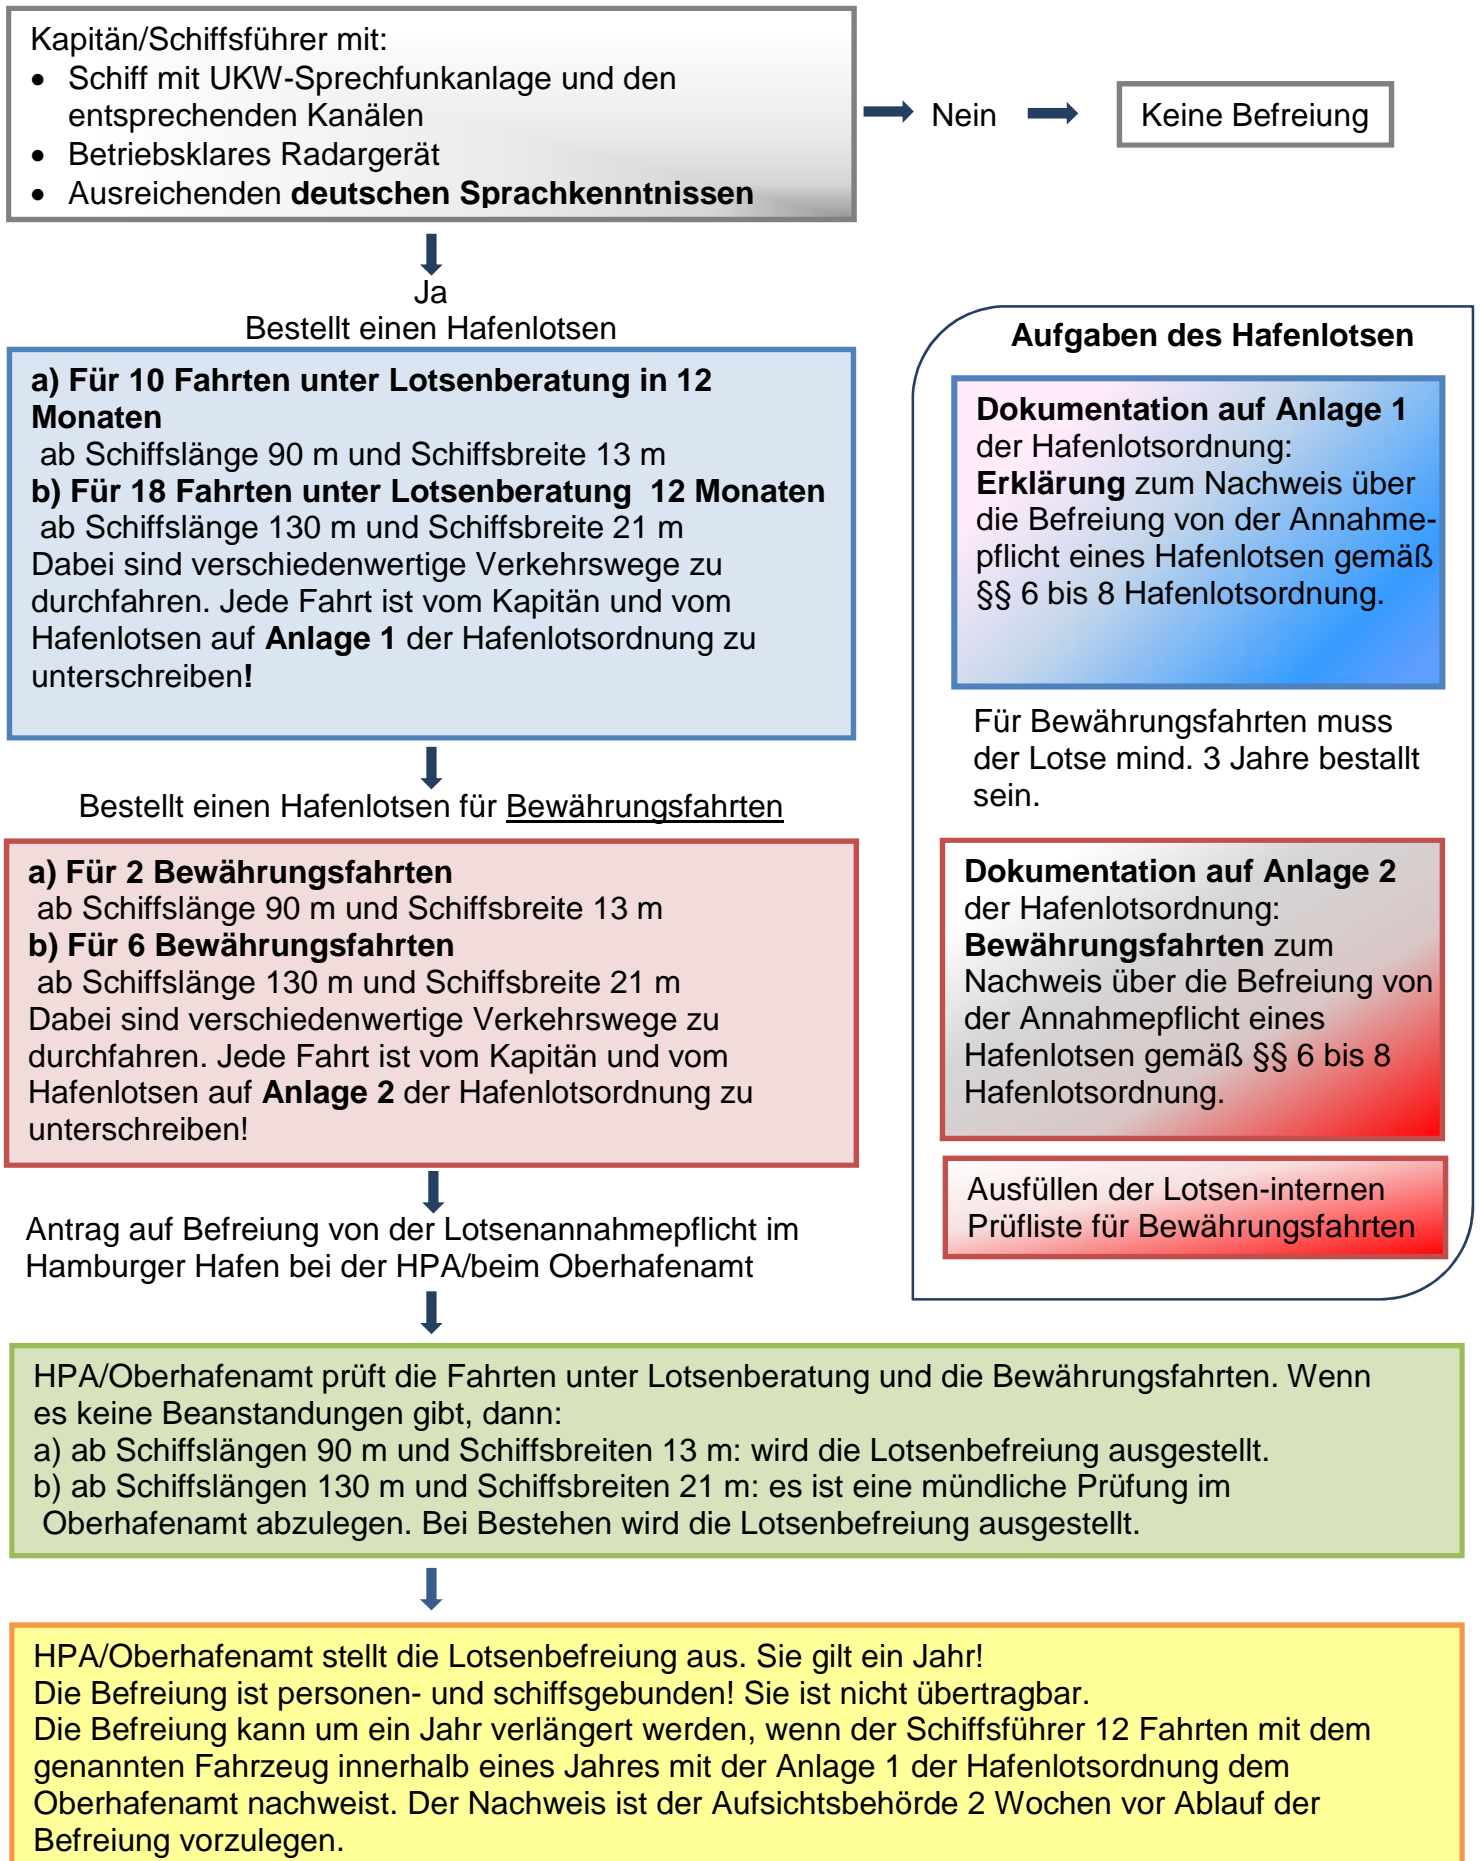 Kapitän/Schiffsführer mit:
• Schiff mit UKW-Sprechfunkanlage und den
entsprechenden Kanälen
• Betriebsklares Radargerät
• Ausreichenden deutschen Sprachkenntnissen
Nein
Keine Befreiung
Ja
Bestellt einen Hafenlotsen
a) Für 10 Fahrten unter Lotsenberatung in 12
Monaten
ab Schiffslänge 90 m und Schiffsbreite 13 m
b) Für 18 Fahrten unter Lotsenberatung 12 Monaten
ab Schiffslänge 130 m und Schiffsbreite 21 m
Dabei sind verschiedenwertige Verkehrswege zu
durchfahren. Jede Fahrt ist vom Kapitän und vom
Hafenlotsen auf Anlage 1 der Hafenlotsordnung zu
unterschreiben!
Bestellt einen Hafenlotsen für Bewährungsfahrten
a) Für 2 Bewährungsfahrten
ab Schiffslänge 90 m und Schiffsbreite 13 m
b) Für 6 Bewährungsfahrten
ab Schiffslänge 130 m und Schiffsbreite 21 m
Dabei sind verschiedenwertige Verkehrswege zu
durchfahren. Jede Fahrt ist vom Kapitän und vom
Hafenlotsen auf Anlage 2 der Hafenlotsordnung zu
unterschreiben!
Aufgaben des Hafenlotsen
Dokumentation auf Anlage 1
der Hafenlotsordnung:
Erklärung zum Nachweis über
die Befreiung von der Annahme-
pflicht eines Hafenlotsen gemäß
§§ 6 bis 8 Hafenlotsordnung.
Für Bewährungsfahrten muss
der Lotse mind. 3 Jahre bestallt
sein.
Dokumentation auf Anlage 2
der Hafenlotsordnung:
Bewährungsfahrten zum
Nachweis über die Befreiung von
der Annahmepflicht eines
Hafenlotsen gemäß §§ 6 bis 8
Hafenlotsordnung.
Ausfüllen der Lotsen-internen
Prüfliste für Bewährungsfahrten
Antrag auf Befreiung von der Lotsenannahmepflicht im
Hamburger Hafen bei der HPA/beim Oberhafenamt
HPA/Oberhafenamt prüft die Fahrten unter Lotsenberatung und die Bewährungsfahrten. Wenn
es keine Beanstandungen gibt, dann:
a) ab Schiffslängen 90 m und Schiffsbreiten 13 m: wird die Lotsenbefreiung ausgestellt.
b) ab Schiffslängen 130 m und Schiffsbreiten 21 m: es ist eine mündliche Prüfung im
Oberhafenamt abzulegen. Bei Bestehen wird die Lotsenbefreiung ausgestellt.
HPA/Oberhafenamt stellt die Lotsenbefreiung aus. Sie gilt ein Jahr!
Die Befreiung ist personen- und schiffsgebunden! Sie ist nicht übertragbar.
Die Befreiung kann um ein Jahr verlängert werden, wenn der Schiffsführer 12 Fahrten mit dem
genannten Fahrzeug innerhalb eines Jahres mit der Anlage 1 der Hafenlotsordnung dem
Oberhafenamt nachweist. Der Nachweis ist der Aufsichtsbehörde 2 Wochen vor Ablauf der
Befreiung vorzulegen.